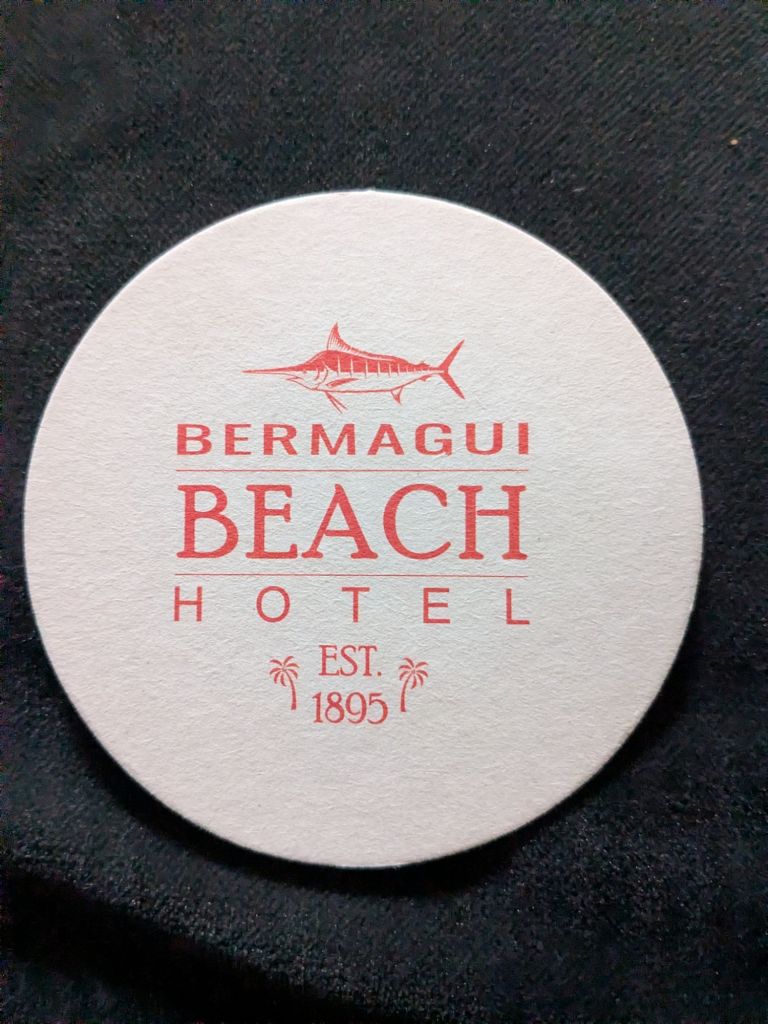 BERMAGUI
BEACH
HOTEL
EST.
1895